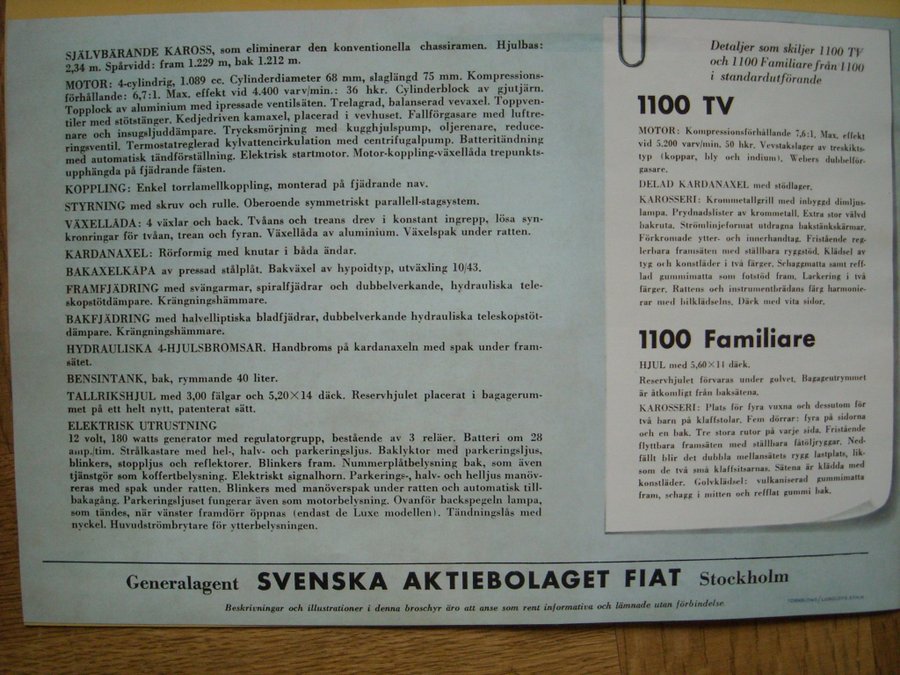 SJÄLVBÄRANDE KAROSS, som eliminerar den konventionella chassiramen. Hjulbas:
2,34 m. Spårvidd: fram 1.229 m, bak 1.212 m.
MOTOR: 4-cylindrig, 1.089 cc. Cylinderdiameter 68 mm, slaglängd 75 mm. Kompressions-
förhållande: 6,7:1. Max. effekt vid 4.400 varv/min.: 36 hkr. Cylinderblock av gjutjärn.
Topplock av aluminium med ipressade ventilsäten. Trelagrad, balanserad vevaxel. Toppven-
tiler med stötstänger. Kedjedriven kamaxel, placerad i vevhuset. Fallförgasare med luftre-
nare och insugsljuddämpare. Trycksmörjning med kugghjulspump, oljerenare, reduce-
ringsventil. Termostatreglerad kylvattencirkulation med centrifugalpump. Batteritändning
med automatisk tändförställning. Elektrisk startmotor. Motor-koppling-växellåda trepunkts-
upphängda på fjädrande fästen.
KOPPLING: Enkel torrlamellkoppling, monterad på fjädrande nav.
STYRNING med skruv och rulle. Oberoende symmetriskt parallell-stagsystem.
VÄXELLÅDA: 4 växlar och back. Tvåans och treans drev i konstant ingrepp, lösa syn-
kronringar för tvåan, trean och fyran. Växellåda av aluminium. Växelspak under ratten.
KARDANAXEL: Rörformig med knutar i båda ändar.
BAKAXELKÅPA av pressad stålplåt. Bakväxel av hypoidtyp, utväxling 10/43.
FRAMFJÄDRING med svängarmar, spiralfjädrar och dubbelverkande, hydrauliska tele-
skopstötdämpare. Krängningshämmare.
BAKFJÄDRING med halvelliptiska bladfjädrar, dubbelverkande hydrauliska teleskopstöt-
dämpare. Krängningshämmare.
HYDRAULISKA 4-HJULSBROMSAR. Handbroms på kardanaxeln med spak under fram-
sätet.
BENSINTANK, bak, rymmande 40 liter.
TALLRIKSHJUL med 3,00 fälgar och 5,20×14 däck. Reservhjulet placerat i bagagerum-
met på ett helt nytt, patenterat sätt.
ELEKTRISK UTRUSTNING
12 volt, 180 watts generator med regulatorgrupp, bestående av 3 reläer. Batteri om 28
amp./tim. Strålkastare med hel-, halv- och parkeringsljus. Baklyktor med parkeringsljus,
blinkers, stoppljus och reflektorer. Blinkers fram. Nummerplåtbelysning bak, som även
tjänstgör som koffertbelysning. Elektriskt signalhorn. Parkerings-, halv- och helljus manöv-
reras med spak under ratten. Blinkers med manöverspak under ratten och automatisk till-
bakagång. Parkeringsljuset fungerar även som motorbelysning. Ovanför backspegeln lampa,
som tändes, när vänster framdörr öppnas (endast de Luxe modellen). Tändningslås med
nyckel. Huvudströmbrytare för ytterbelysningen.
Detaljer som skiljer 1100 TV
och 1100 Familiare från 1100
i standardutförande
1100 TV
MOTOR: Kompressionsförhållande 7,6:1, Max. effekt
vid 5.200 varv/min. 50 hkr. Vevstakslager av treskikts-
typ (koppar, bly och indium). Webers dubbelför-
gasare.
DELAD KARDANAXEL med stödlager.
KAROSSERI: Krommetallgrill med inbyggd dimljus-
lampa. Prydnadslister av krommetall. Extra stor välvd
bakruta. Strömlinjeformat utdragna bakstänkskärmar.
Förkromade ytter- och innerhandtag. Fristående reg-
lerbara framsäten med ställbara ryggstöd. Klädsel av
tyg och konstläder i två färger. Schaggmatta samt reff-
lad gummimatta som fotstöd fram. Lackering i två
färger. Rattens och instrumentbrädans färg harmonie-
rar med bilklädselns. Däck med vita sidor.
1100 Familiare
HJUL med 5,60×14 däck.
Reservhjulet förvaras under golvet. Bagageutrymmet
är åtkomligt från baksätena.
KAROSSERI: Plats för fyra vuxna och dessutom för
två barn på klaffstolar. Fem dörrar: fyra på sidorna
och en bak. Tre stora rutor på varje sida. Fristående
flyttbara framsäten med ställbara fåtöljryggar. Ned-
fällt blir det dubbla mellansätets rygg lastplats, lik-
som de två små klaffsitsarnas. Sätena är klädda med
konstläder. Golvklädsel: vulkaniserad gummimatta
fram, schagg i mitten och refflat gummi bak.
Generalagent SVENSKA AKTIEBOLAGET FIAT Stockholm
Beskrivningar och illustrationer i denna broschyr äro att anse som rent informativa och lämnade utan förbindelse